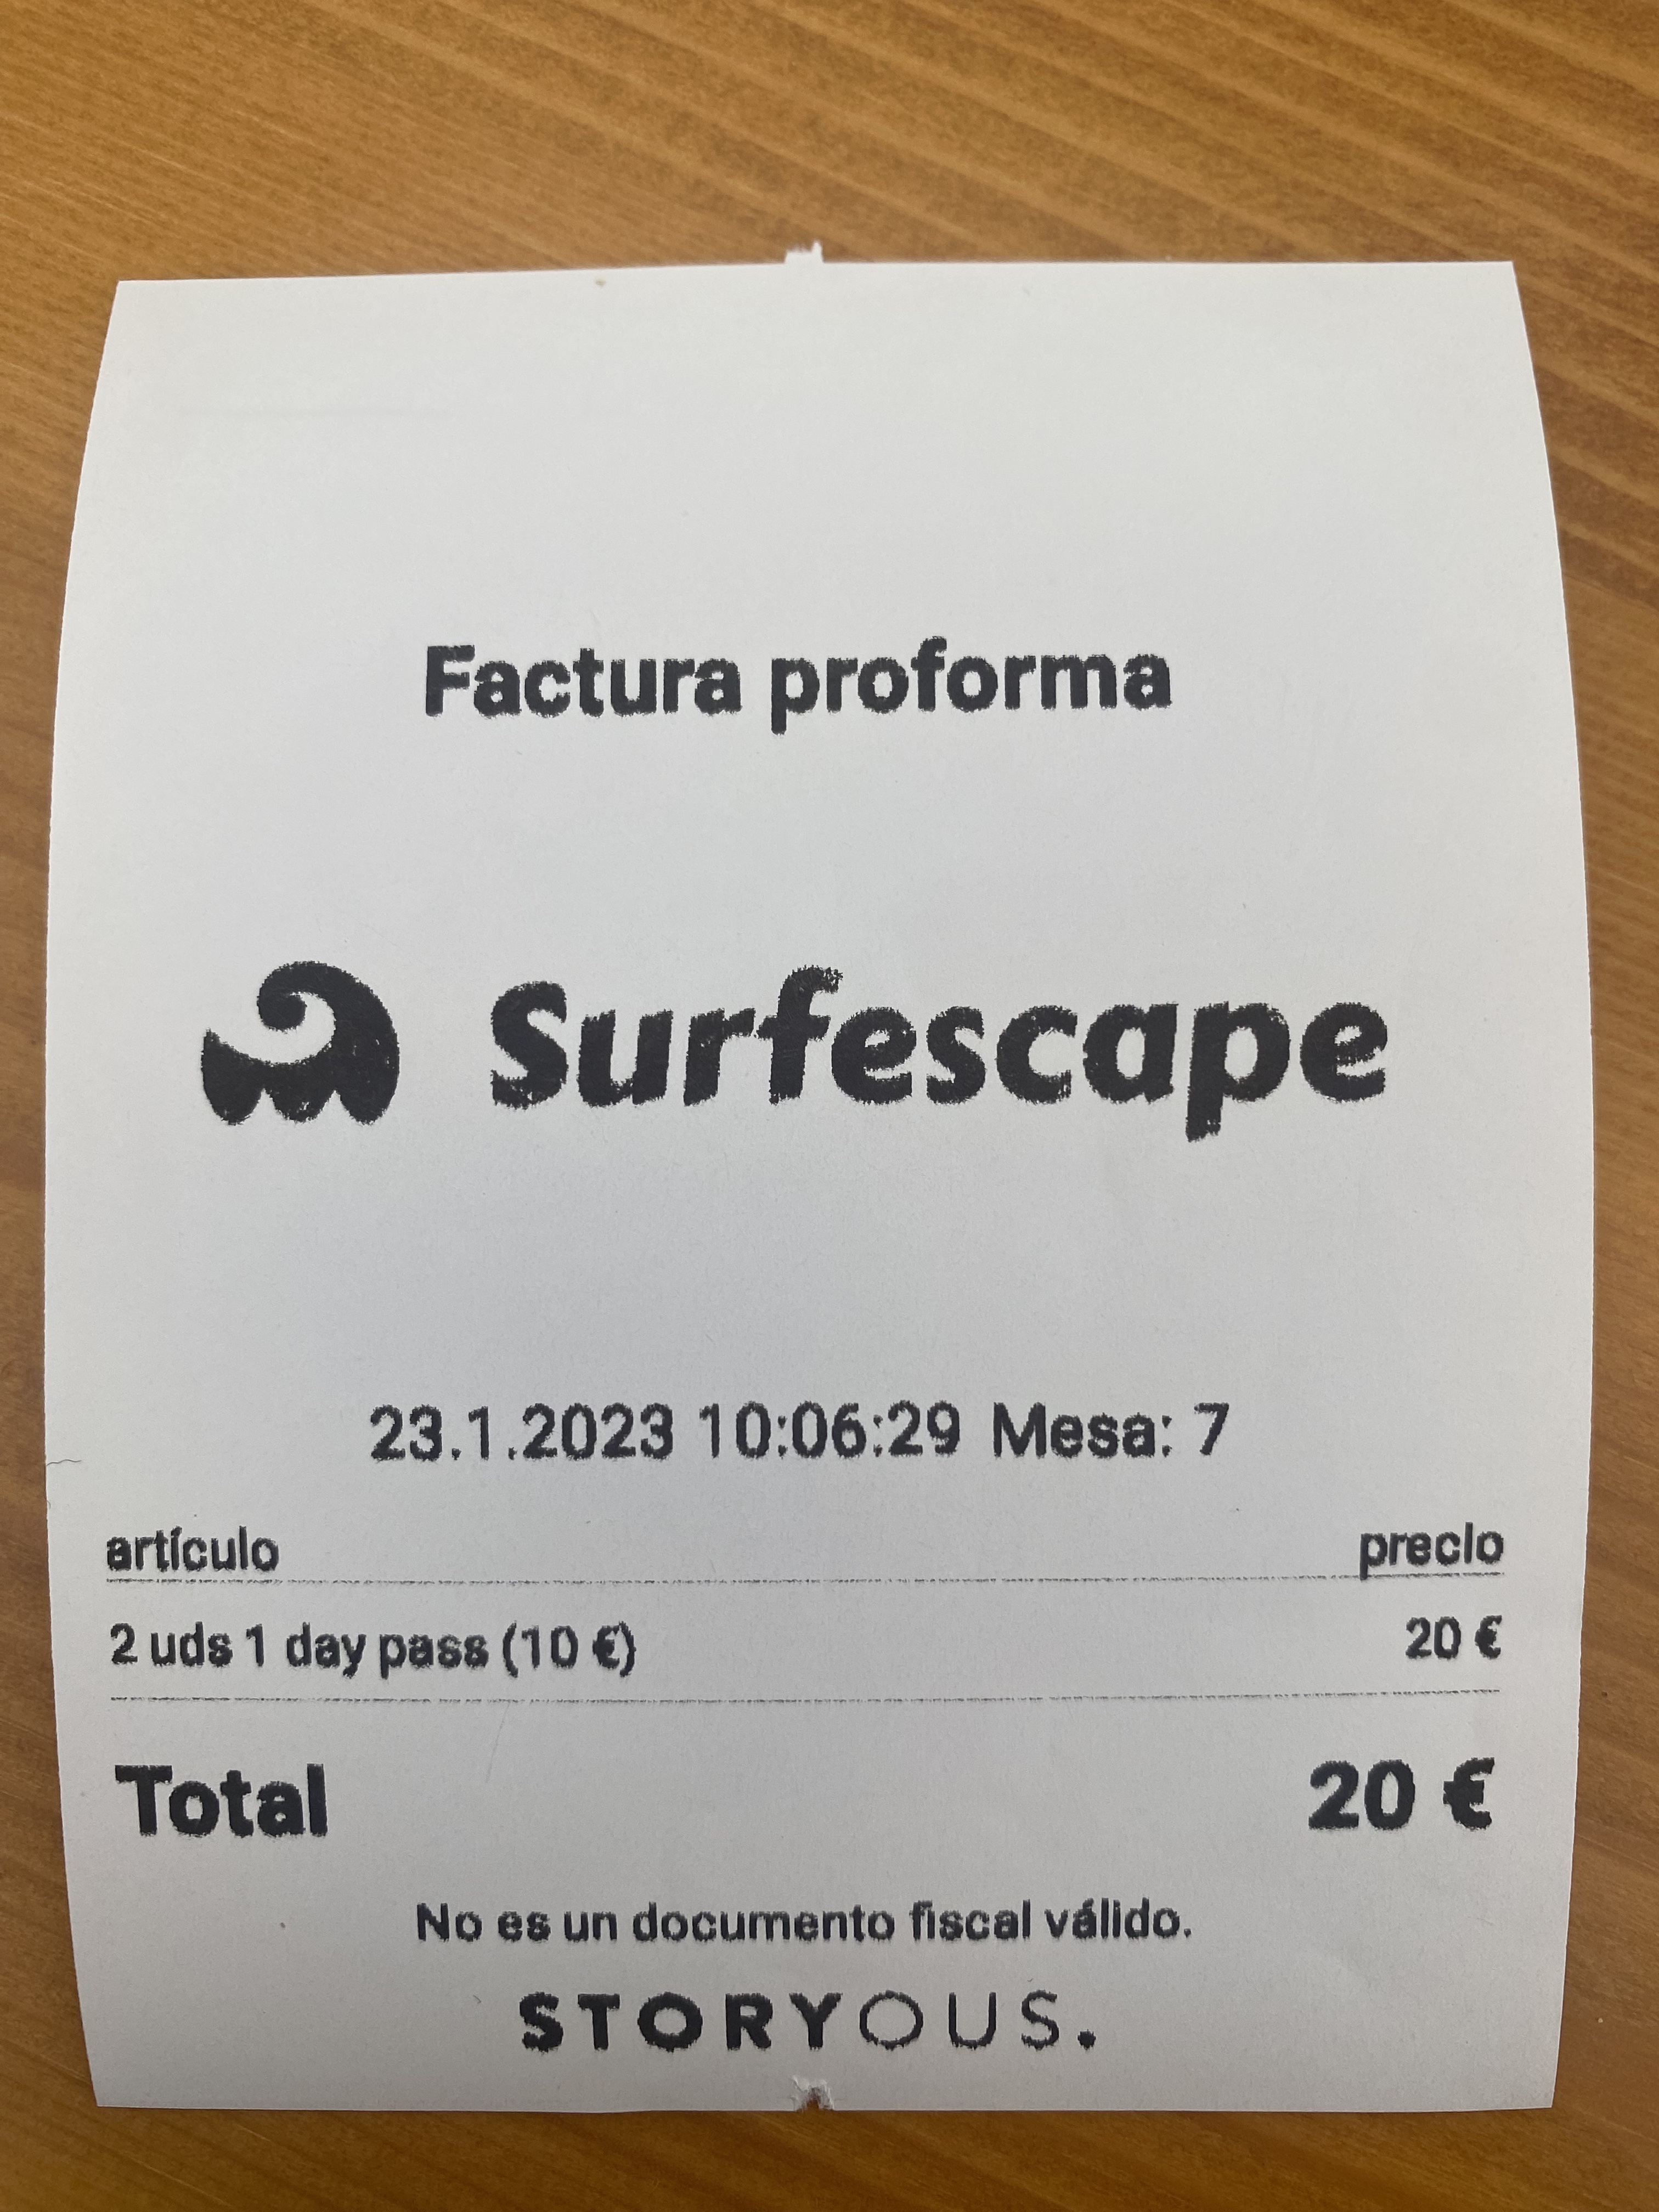 Factura proforma
Surfescape
23.1.2023 10:06:29 Mesa: 7
artículo precio
2 uds 1 day pass (10 €) 20 €
Total 20 €
No es un documento fiscal válido.
STORYOUS.